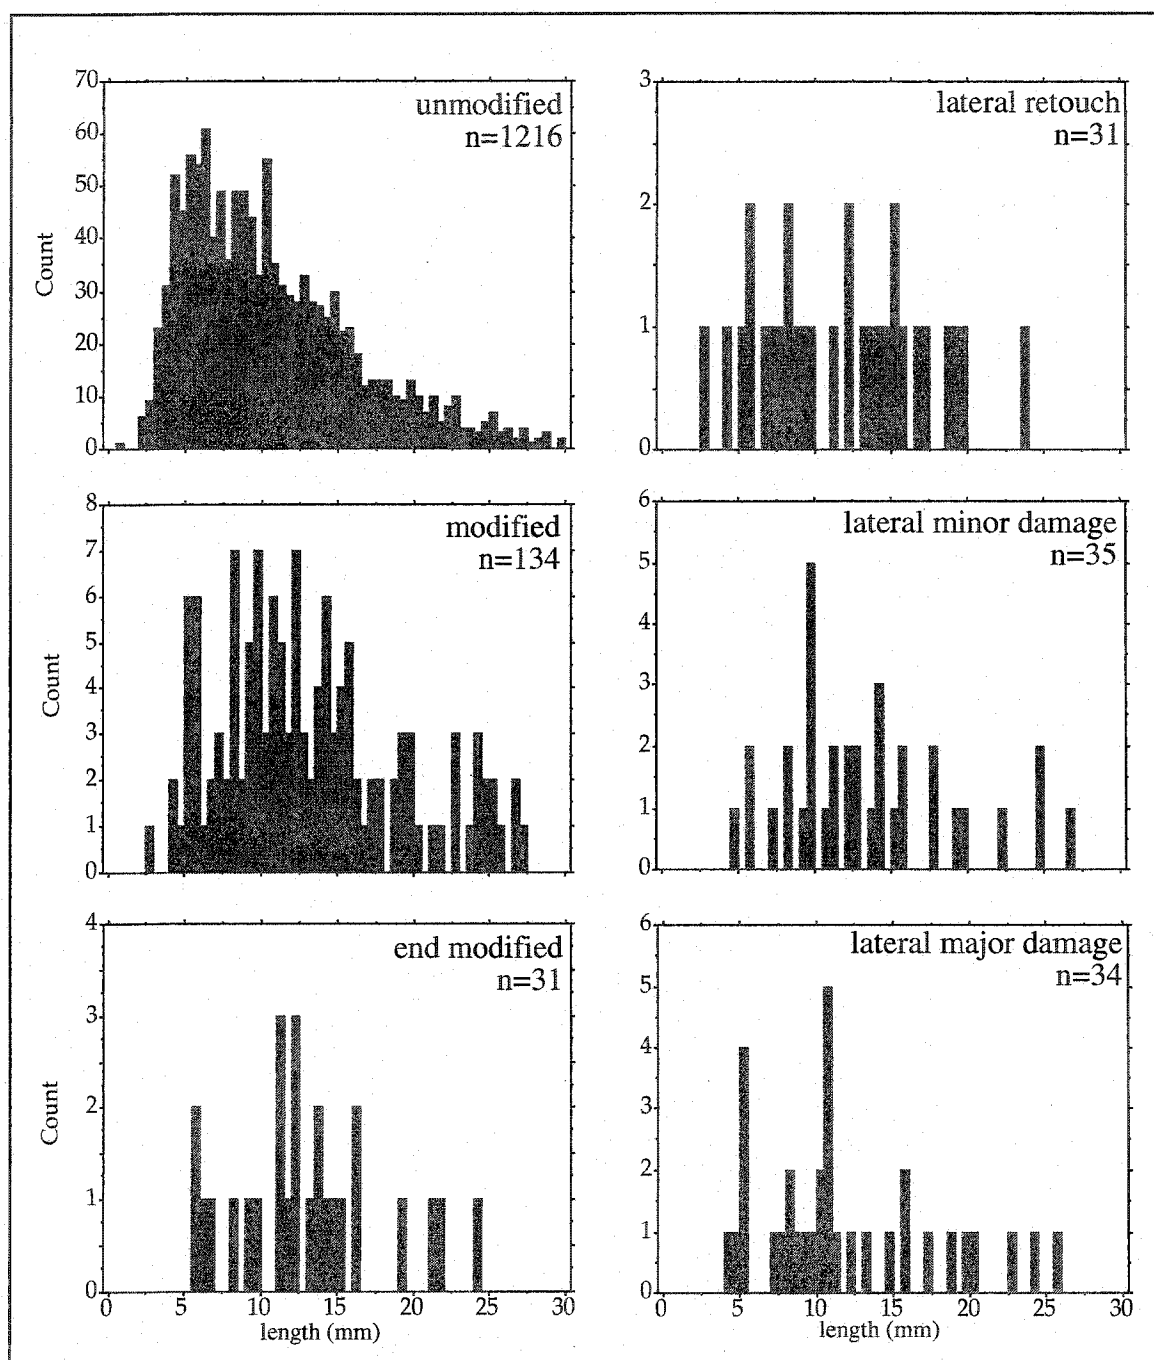 unmodified
n=1216
70
60
50
40
30
20
10
0
Count
lateral retouch
n=31
3
2
1
0
modified
n=134
8
7
6
5
4
3
2
1
0
Count
lateral minor damage
n=35
6
5
4
3
2
1
0
end modified
n=31
4
3
2
1
0
Count
0 5 10 15 20 25 30
length (mm)
lateral major damage
n=34
6
5
4
3
2
1
0
0 5 10 15 20 25 30
length (mm)